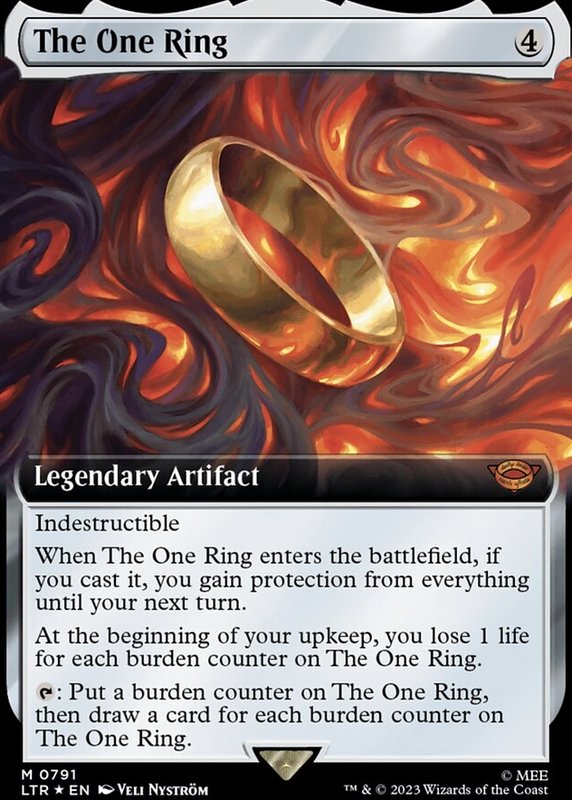 The One Ring 4
Legendary Artifact
Indestructible
When The One Ring enters the battlefield, if
you cast it, you gain protection from everything
until your next turn.
At the beginning of your upkeep, you lose 1 life
for each burden counter on The One Ring.
: Put a burden counter on The One Ring,
then draw a card for each burden counter on
The One Ring.
M 0791
LTR ★ EN Veli Nyström
© MEE
™ & © 2023 Wizards of the Coast